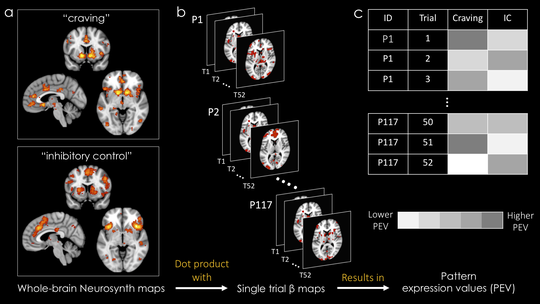 a
"craving"
"inhibitory control"
Whole-brain Neurosynth maps
b
P1
T1
T2
T52
P2
T1
T2
T52
P117
T1
T2
T52
Dot product
with
Single trial β maps
Results in
c
ID Trial Craving IC
P1 1
P1 2
P1 3
P117 50
P117 51
P117 52
Lower
PEV
Higher
PEV
Pattern
expression values (PEV)